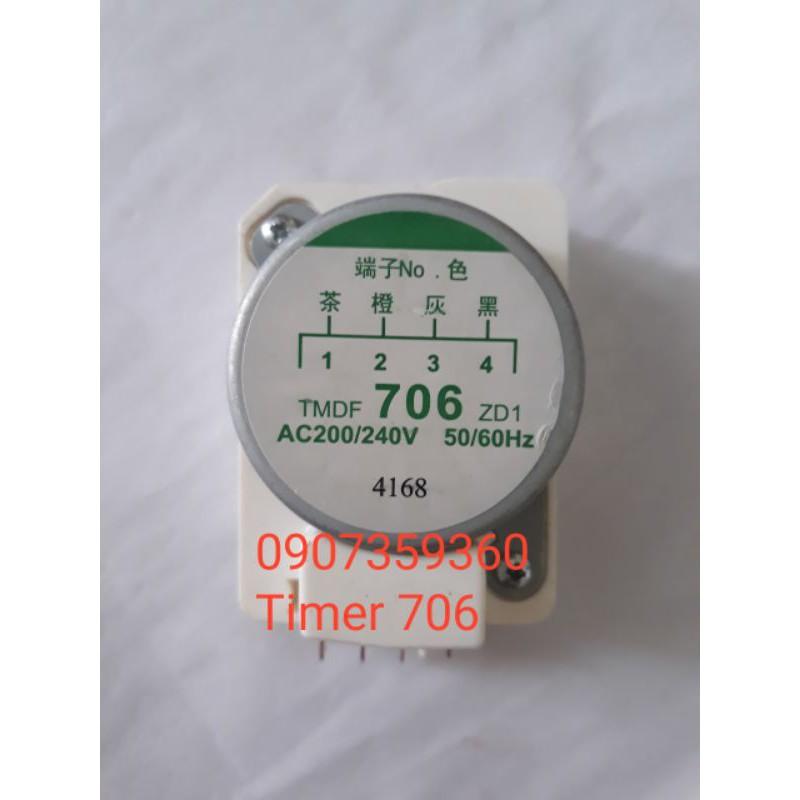 端子No . 色
茶 橙 灰 黑
1 2 3 4
TMDF 706 ZD1
AC200/240V 50/60Hz
4168
0907359360
Timer 706